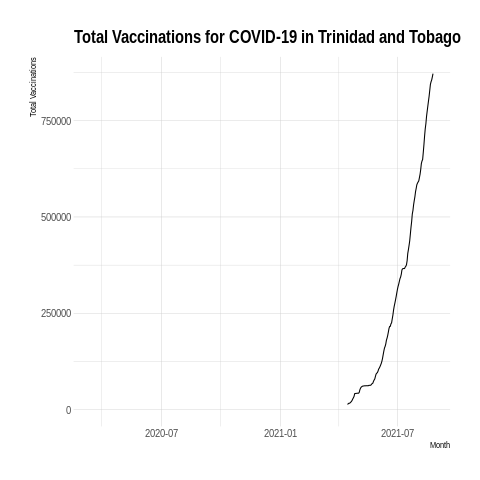 Total Vaccinations for COVID-19 in Trinidad and Tobago
Total Vaccinations
750000
500000
250000
0
2020-07 2021-01 2021-07
Month